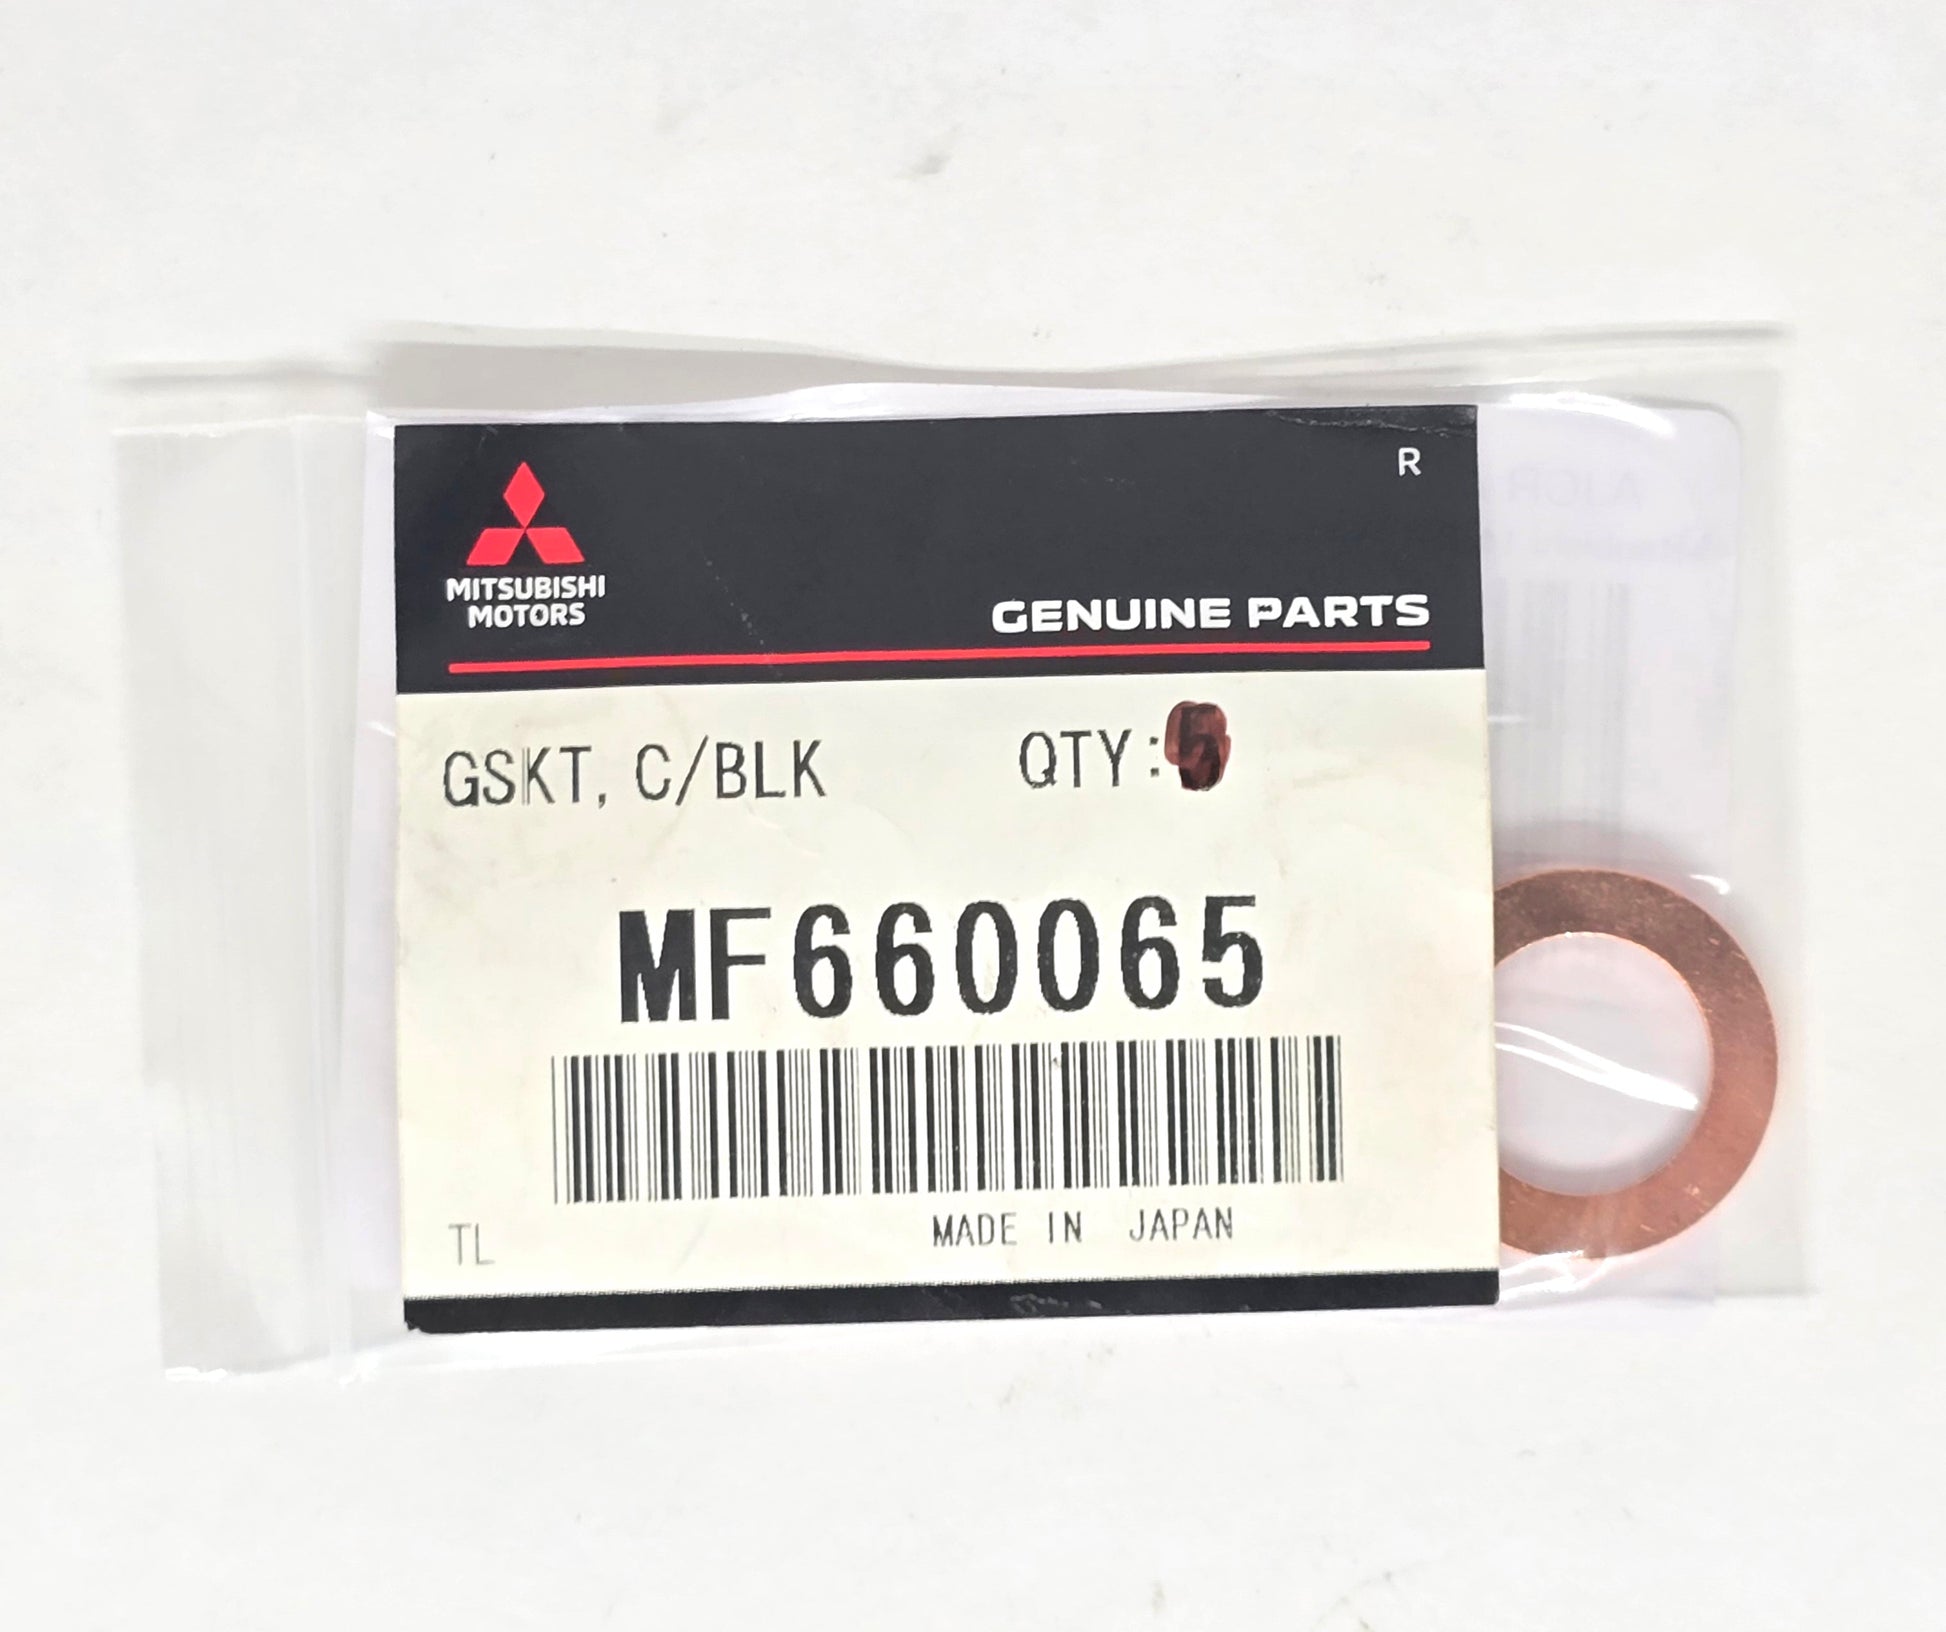 R
MITSUBISHI
MOTORS
GENUINE PARTS
GSKT, C/BLK QTY:
MF660065
TL
MADE IN JAPAN